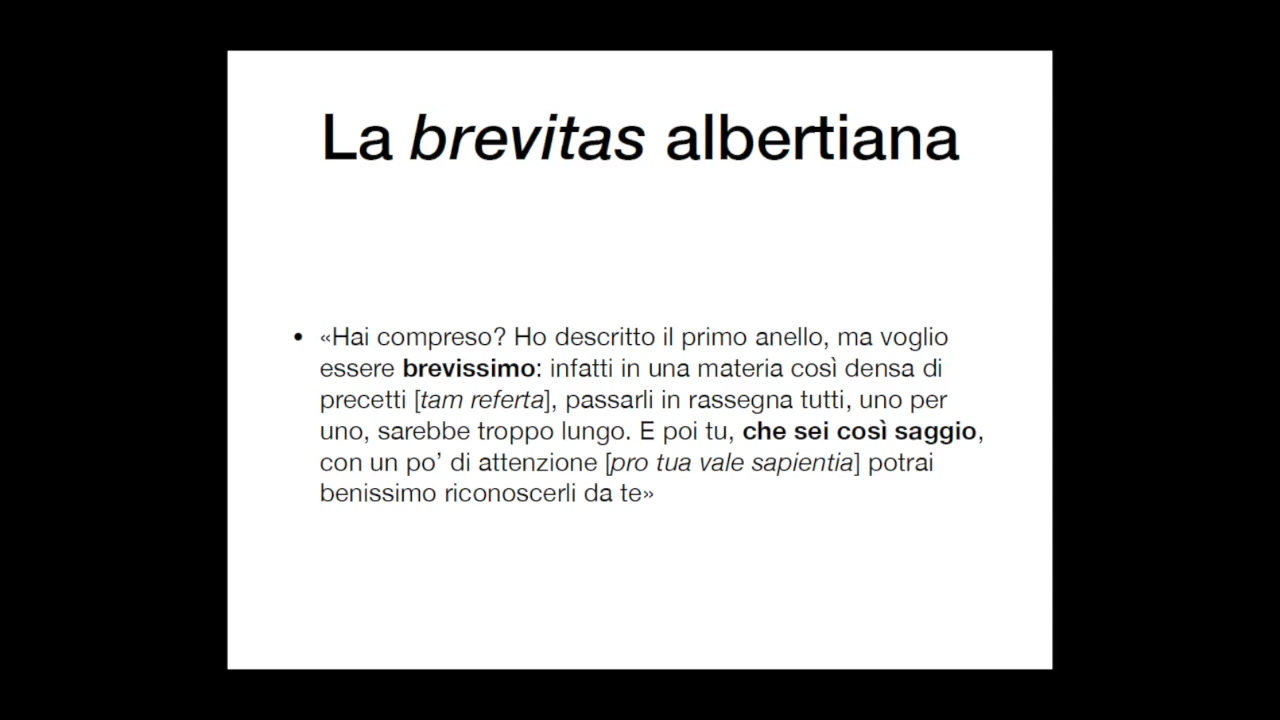 La brevitas albertiana
• «Hai compreso? Ho descritto il primo anello, ma voglio
essere brevissimo: infatti in una materia così densa di
precetti [tam referta], passarli in rassegna tutti, uno per
uno, sarebbe troppo lungo. E poi tu, che sei così saggio,
con un po’ di attenzione [pro tua vale sapientia] potrai
benissimo riconoscerli da te»